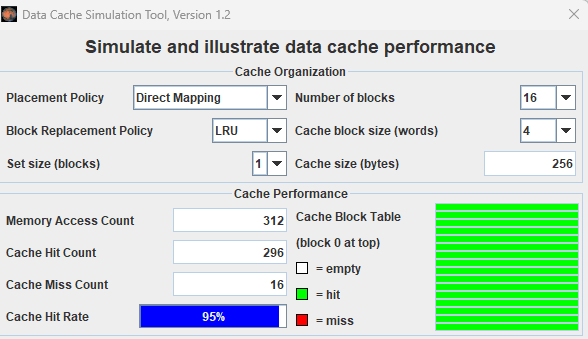 Data Cache Simulation Tool, Version 1.2
Simulate and illustrate data cache performance
Cache Organization
Placement Policy Direct Mapping Number of blocks 16
Block Replacement Policy LRU Cache block size (words) 4
Set size (blocks) 1 Cache size (bytes) 256
Cache Performance
Memory Access Count 312 Cache Block Table
(block 0 at top)
Cache Hit Count 296
= empty
Cache Miss Count 16
= hit
Cache Hit Rate 95%
= miss